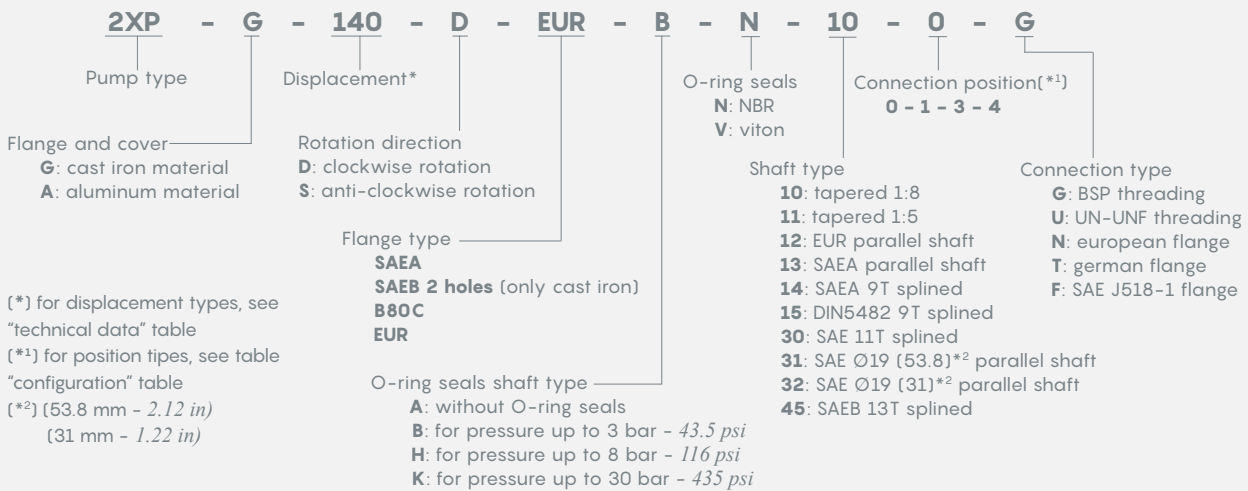 2XP - G - 140 - D - EUR - B - N - 10 - 0 - G
Pump type
Displacement*
O-ring seals
N: NBR
V: viton
Connection position(*¹)
0 - 1 - 3 - 4
Flange and cover
G: cast iron material
A: aluminum material
Rotation direction
D: clockwise rotation
S: anti-clockwise rotation
Shaft type
10: tapered 1:8
11: tapered 1:5
12: EUR parallel shaft
13: SAEA parallel shaft
14: SAEA 9T splined
15: DIN5482 9T splined
30: SAE 11T splined
31: SAE Ø19 (53.8)*² parallel shaft
32: SAE Ø19 (31)*² parallel shaft
45: SAEB 13T splined
Connection type
G: BSP threading
U: UN-UNF threading
N: european flange
T: german flange
F: SAE J518-1 flange
Flange type
SAEA
SAEB 2 holes (only cast iron)
B80C
EUR
(*) for displacement types, see
"technical data" table
(*¹) for position tipes, see table
"configuration" table
(*²) (53.8 mm - 2.12 in)
(31 mm - 1.22 in)
O-ring seals shaft type
A: without O-ring seals
B: for pressure up to 3 bar - 43.5 psi
H: for pressure up to 8 bar - 116 psi
K: for pressure up to 30 bar - 435 psi